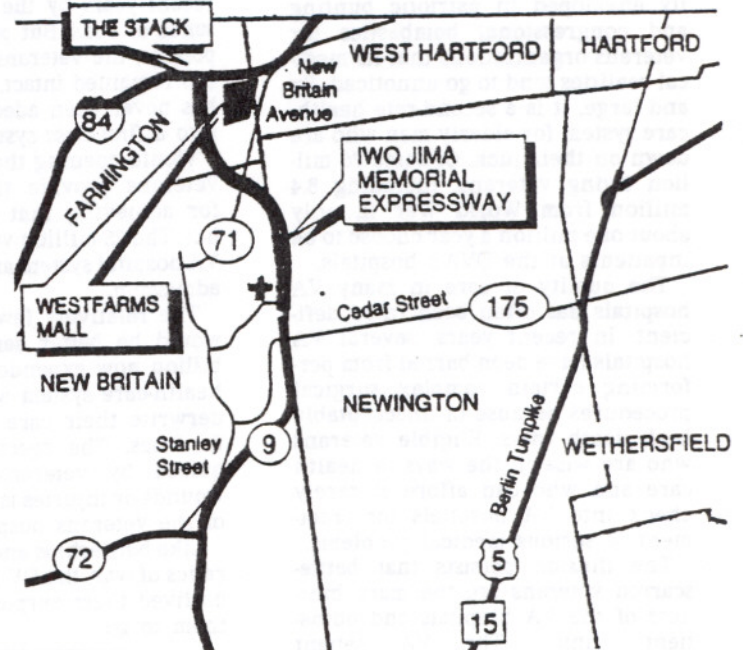 THE STACK
WEST HARTFORD
HARTFORD
New
Britain
Avenue
84
FARMINGTON
IWO JIMA
MEMORIAL
EXPRESSWAY
71
WESTFARMS
MALL
Cedar Street
175
NEW BRITAIN
NEWINGTON
Stanley
Street
9
Berlin Turnpike
WETHERSFIELD
72
5
15